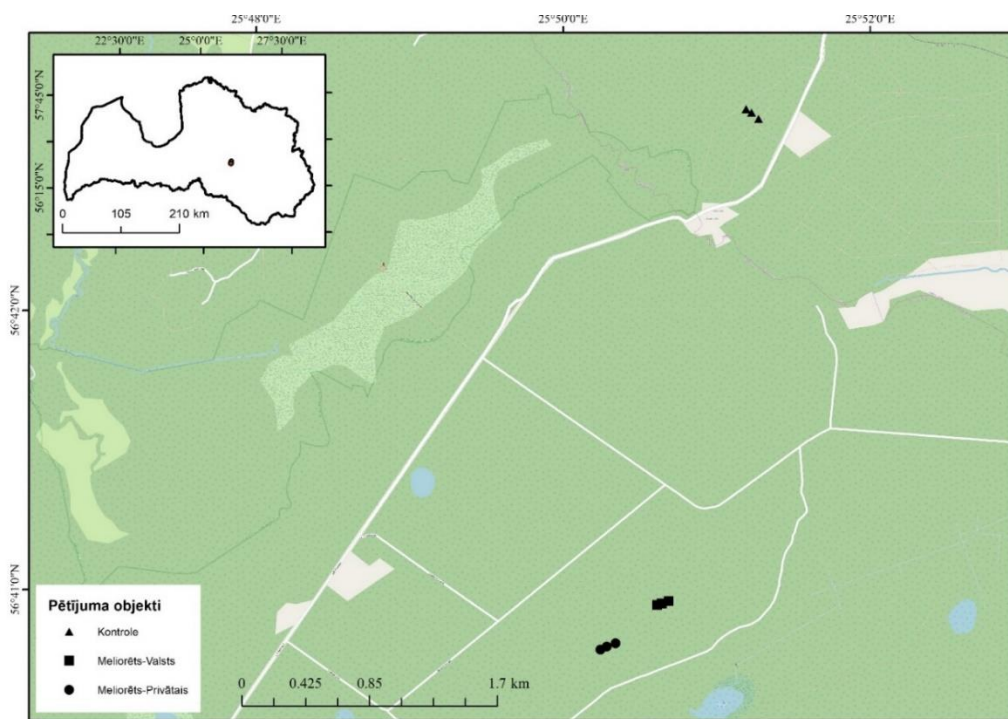 25°48'0"E 25°50'0"E 25°52'0"E
22°30'0"E 25°0'0"E 27°30'0"E
57°45'0"N
56°15'0"N
0 105 210 km
56°42'0"N
56°41'0"N
Pētījuma objekti
Kontrole
Meliorēts-Valsts
Meliorēts-Privātais
0 0.425 0.85 1.7 km